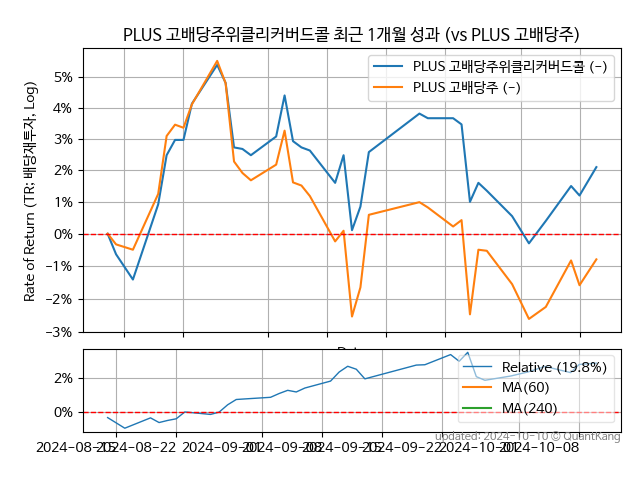 PLUS 고배당주위클리커버드콜 최근 1개월 성과 (vs PLUS 고배당주)
Rate of Return (TR: 배당재투자, Log)
5%
4%
3%
2%
1%
0%
−1%
−2%
−3%
PLUS 고배당주위클리커버드콜 (-)
PLUS 고배당주 (-)
2%
0%
Relative (19.8%)
MA(60)
MA(240)
2024-08-15
2024-08-22
2024-09-01
2024-09-08
2024-09-15
2024-09-22
2024-10-01
2024-10-08
updated: 2024-10-10 © QuantKang